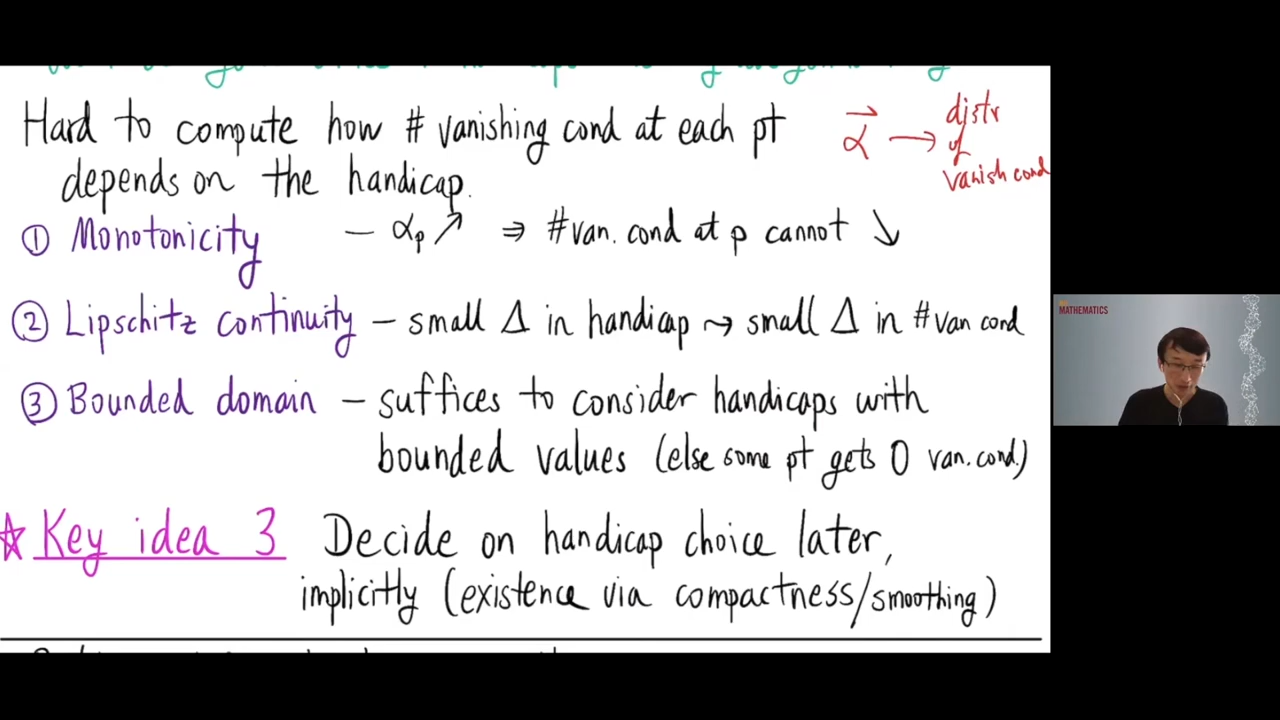 Hard to compute how # vanishing cond at each pt
depends on the handicap.
α⃗ → distr
of
vanish cond
① Monotonicity – αₚ ↗ ⇒ #van. cond at p cannot ↘
② Lipschitz continuity – small Δ in handicap ⇝ small Δ in # van cond
③ Bounded domain – suffices to consider handicaps with
bounded values (else some pt gets 0 van. cond.)
☆ Key idea 3 Decide on handicap choice later,
implicitly (existence via compactness/smoothing)
MATHEMATICS